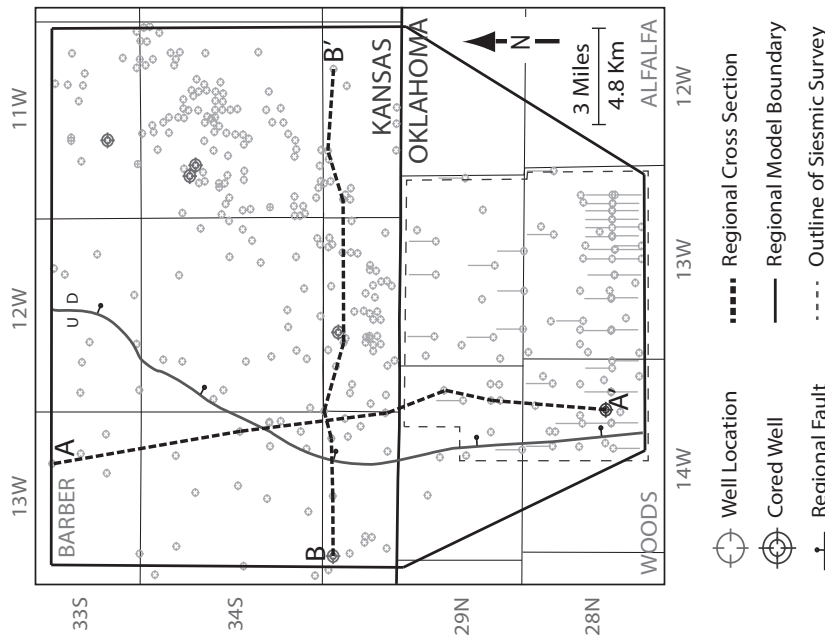 13W
12W
11W
33S
34S
29N
28N
BARBER
A
U
D
B
B'
KANSAS
OKLAHOMA
N
3 Miles
4.8 Km
A'
WOODS
ALFALFA
14W
13W
12W
Well Location
Cored Well
Regional Fault
Regional Cross Section
Regional Model Boundary
Outline of Siesmic Survey